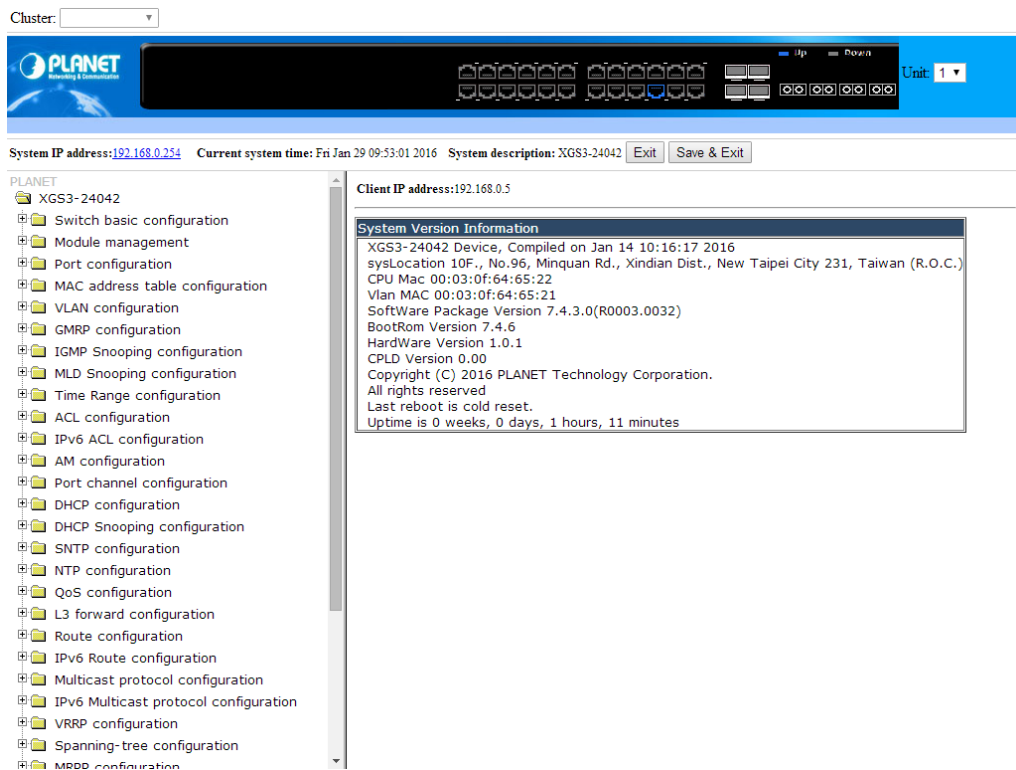 Cluster:
PLANET
Networking & Communication
Up Down
Unit: 1
System IP address:192.168.0.254 Current system time: Fri Jan 29 09:53:01 2016 System description: XGS3-24042 Exit Save & Exit
PLANET
XGS3-24042
Switch basic configuration
Module management
Port configuration
MAC address table configuration
VLAN configuration
GMRP configuration
IGMP Snooping configuration
MLD Snooping configuration
Time Range configuration
ACL configuration
IPv6 ACL configuration
AM configuration
Port channel configuration
DHCP configuration
DHCP Snooping configuration
SNTP configuration
NTP configuration
QoS configuration
L3 forward configuration
Route configuration
IPv6 Route configuration
Multicast protocol configuration
IPv6 Multicast protocol configuration
VRRP configuration
Spanning-tree configuration
MRPP configuration
Client IP address:192.168.0.5
System Version Information
XGS3-24042 Device, Compiled on Jan 14 10:16:17 2016
sysLocation 10F., No.96, Minquan Rd., Xindian Dist., New Taipei City 231, Taiwan (R.O.C.)
CPU Mac 00:03:0f:64:65:22
Vlan MAC 00:03:0f:64:65:21
SoftWare Package Version 7.4.3.0(R0003.0032)
BootRom Version 7.4.6
HardWare Version 1.0.1
CPLD Version 0.00
Copyright (C) 2016 PLANET Technology Corporation.
All rights reserved
Last reboot is cold reset.
Uptime is 0 weeks, 0 days, 1 hours, 11 minutes